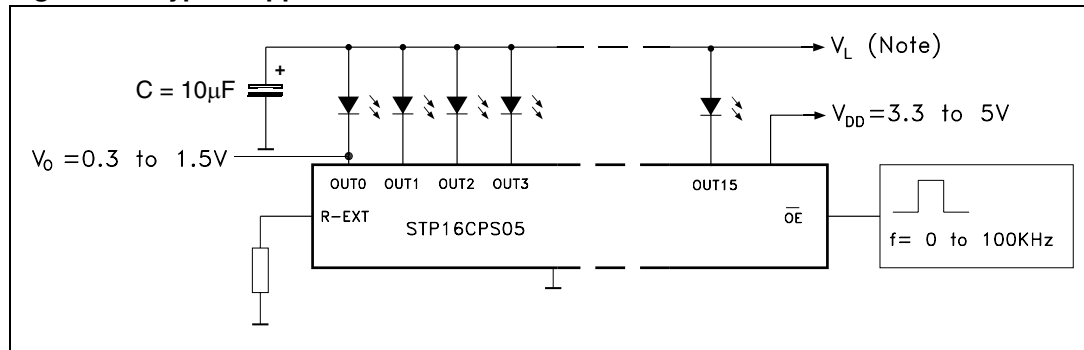 V_L (Note)
C = 10µF
+
V_DD=3.3 to 5V
V_O =0.3 to 1.5V
OUT0 OUT1 OUT2 OUT3 OUT15
R-EXT
STP16CPS05
O̅E̅
f= 0 to 100KHz